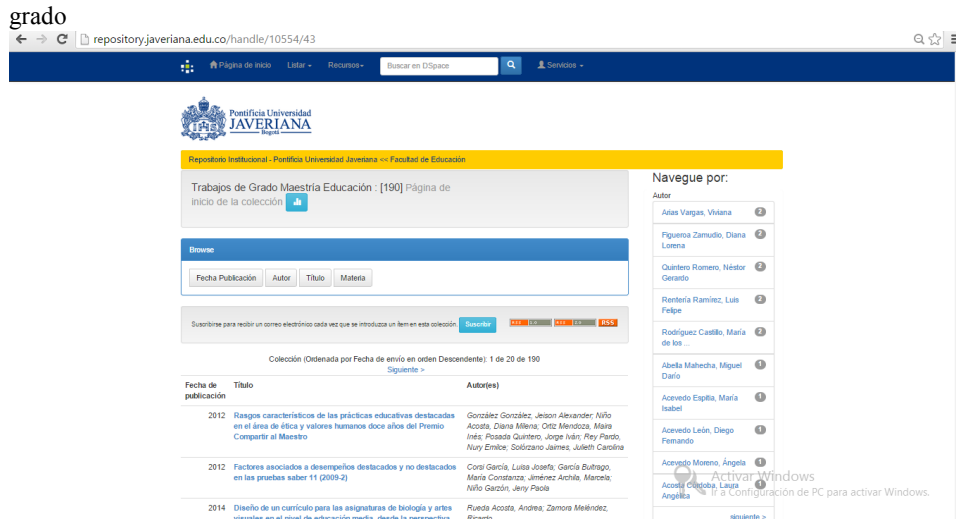 grado
repository.javeriana.edu.co/handle/10554/43
Página de inicio Listar Recursos Buscar en DSpace Servicios
Pontificia Universidad
JAVERIANA
Bogotá
Repositorio Institucional - Pontificia Universidad Javeriana << Facultad de Educación
Trabajos de Grado Maestría Educación : [190] Página de
inicio de la colección
Browse
Fecha Publicación Autor Título Materia
Suscribirse para recibir un correo electrónico cada vez que se introduzca un ítem en esta colección. Suscribir RSS
Colección (Ordenada por Fecha de envío en orden Descendente): 1 de 20 de 190
Siguiente >
Fecha de publicación Título Autor(es)
2012 Rasgos característicos de las prácticas educativas destacadas González González, Jeison Alexander; Niño
en el área de ética y valores humanos doce años del Premio Acosta, Diana Milena; Ortiz Mendoza, Maira
Compartir al Maestro Inés; Posada Quintero, Jorge Iván; Rey Pardo,
Nury Emilce; Solórzano Jaimes, Julieth Carolina
2012 Factores asociados a desempeños destacados y no destacados Corsi García, Luisa Josefa; García Buitrago,
en las pruebas saber 11 (2009-2) María Constanza; Jiménez Archila, Marcela;
Niño Garzón, Jeny Paola
2014 Diseño de un currículo para las asignaturas de biología y artes Rueda Acosta, Andrea; Zamora Meléndez,
visuales en el nivel de educación media, desde la perspectiva Ricardo
Navegue por:
Autor
Arias Vargas, Viviana 2
Figueroa Zamudio, Diana 2
Lorena
Quintero Romero, Néstor 2
Gerardo
Rentería Ramírez, Luis 2
Felipe
Rodríguez Castillo, María 2
de los ...
Abella Mahecha, Miguel 1
Darío
Acevedo Espitia, María 1
Isabel
Acevedo León, Diego 1
Fernando
Acevedo Moreno, Ángela 1
Acosta Córdoba, Laura 1
Angélica
siguiente >
Activar Windows
Ir a Configuración de PC para activar Windows.